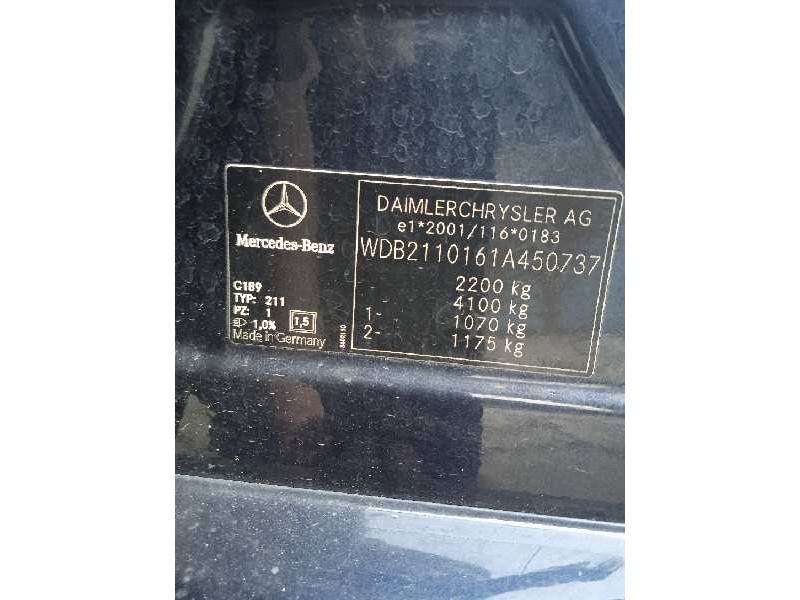 Mercedes-Benz
DAIMLERCHRYSLER AG
e1*2001/116*0183
WDB2110161A450737
2200 kg
4100 kg
1- 1070 kg
2- 1175 kg
C189
TYP: 211
PZ: 1
1,0% 1,5
Made in Germany